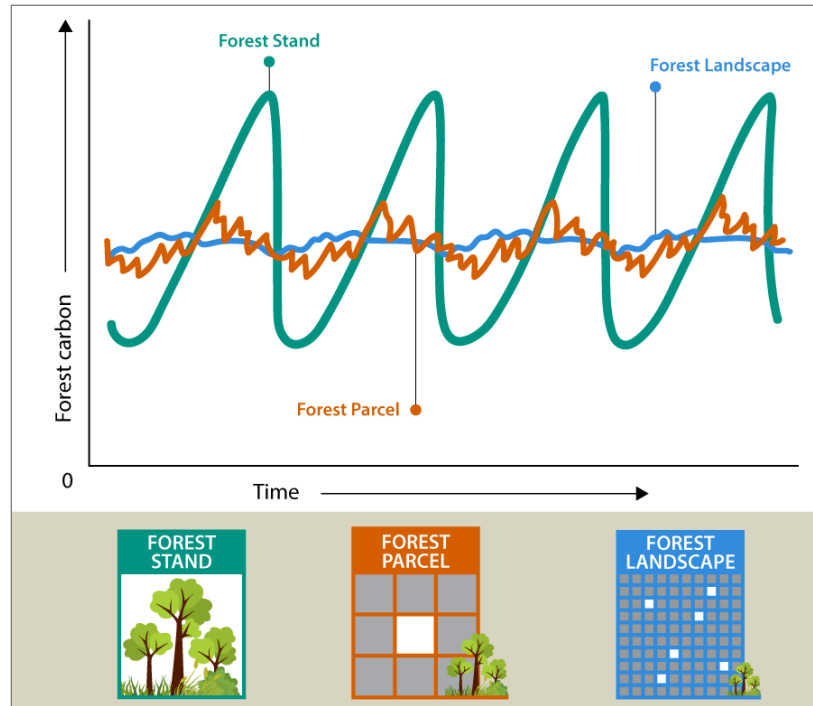 Forest Stand
Forest Landscape
Forest carbon
Forest Parcel
0
Time
FOREST
STAND
FOREST
PARCEL
FOREST
LANDSCAPE